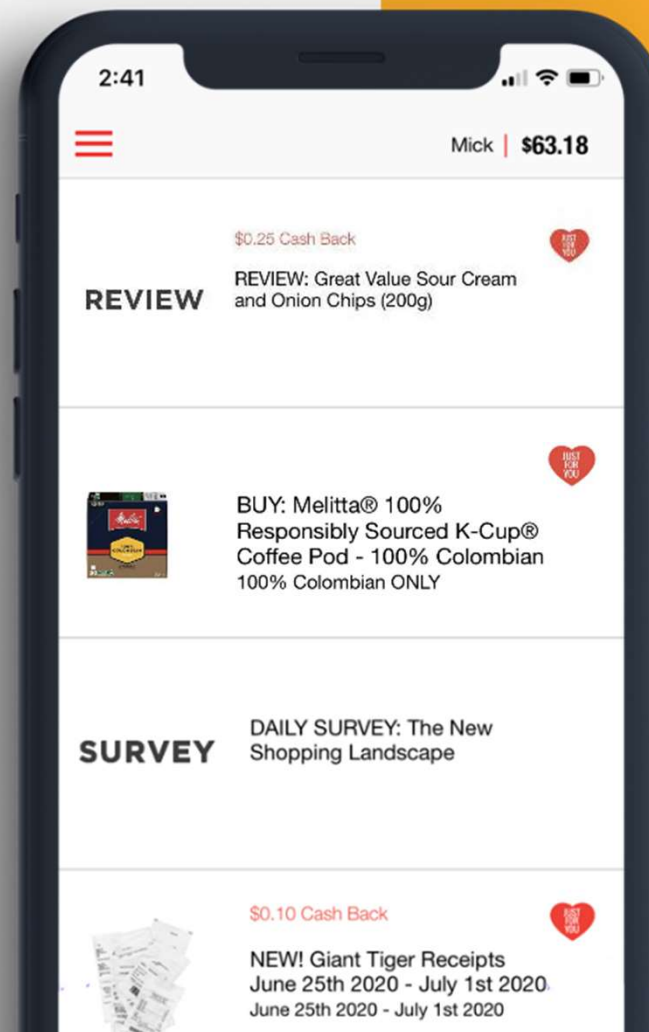 2:41
Mick | $63.18
$0.25 Cash Back
JUST
FOR
YOU
REVIEW
REVIEW: Great Value Sour Cream
and Onion Chips (200g)
JUST
FOR
YOU
Melitta
BUY: Melitta® 100%
Responsibly Sourced K-Cup®
Coffee Pod - 100% Colombian
100% Colombian ONLY
SURVEY
DAILY SURVEY: The New
Shopping Landscape
$0.10 Cash Back
JUST
FOR
YOU
NEW! Giant Tiger Receipts
June 25th 2020 - July 1st 2020
June 25th 2020 - July 1st 2020